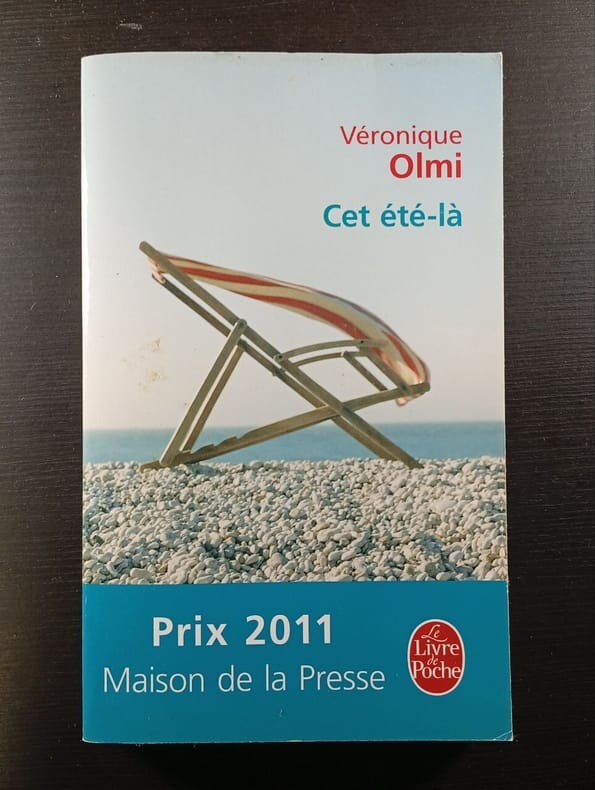 Véronique
Olmi
Cet été-là
Prix 2011
Maison de la Presse
Le
Livre
de
Poche